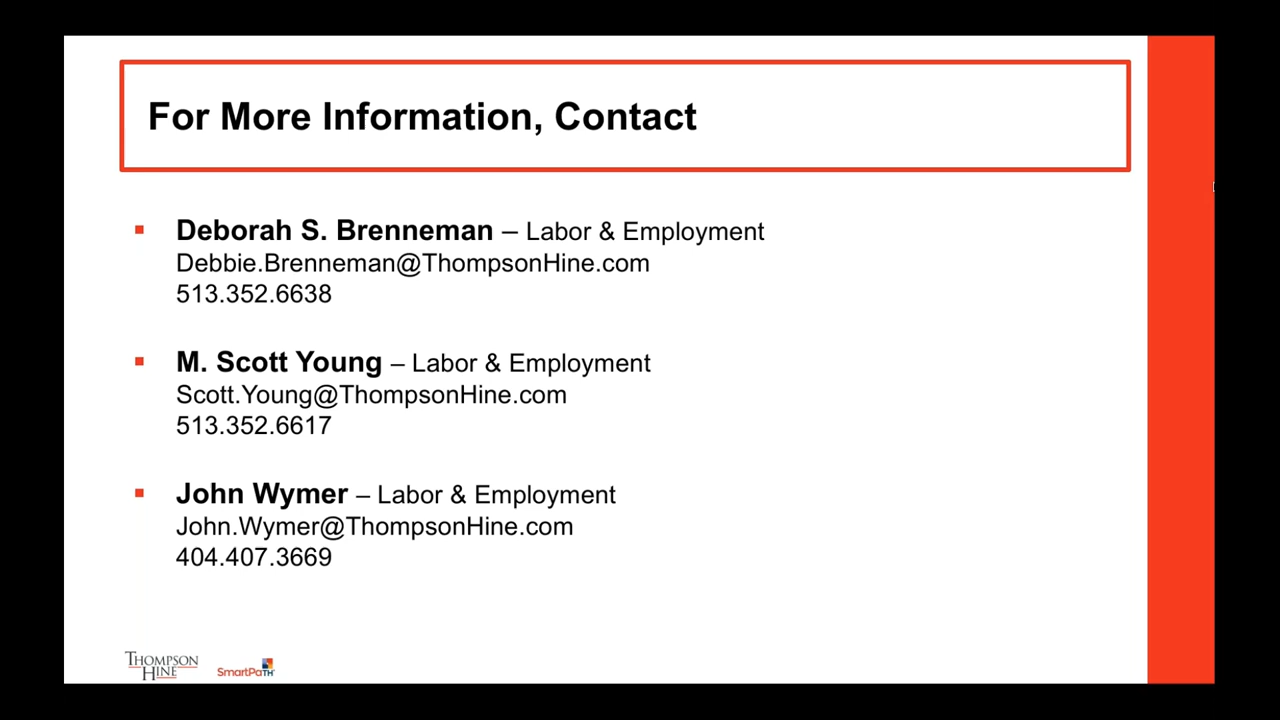 For More Information, Contact
▪ Deborah S. Brenneman – Labor & Employment
Debbie.Brenneman@ThompsonHine.com
513.352.6638
▪ M. Scott Young – Labor & Employment
Scott.Young@ThompsonHine.com
513.352.6617
▪ John Wymer – Labor & Employment
John.Wymer@ThompsonHine.com
404.407.3669
THOMPSON
HINE
SmartPaTH